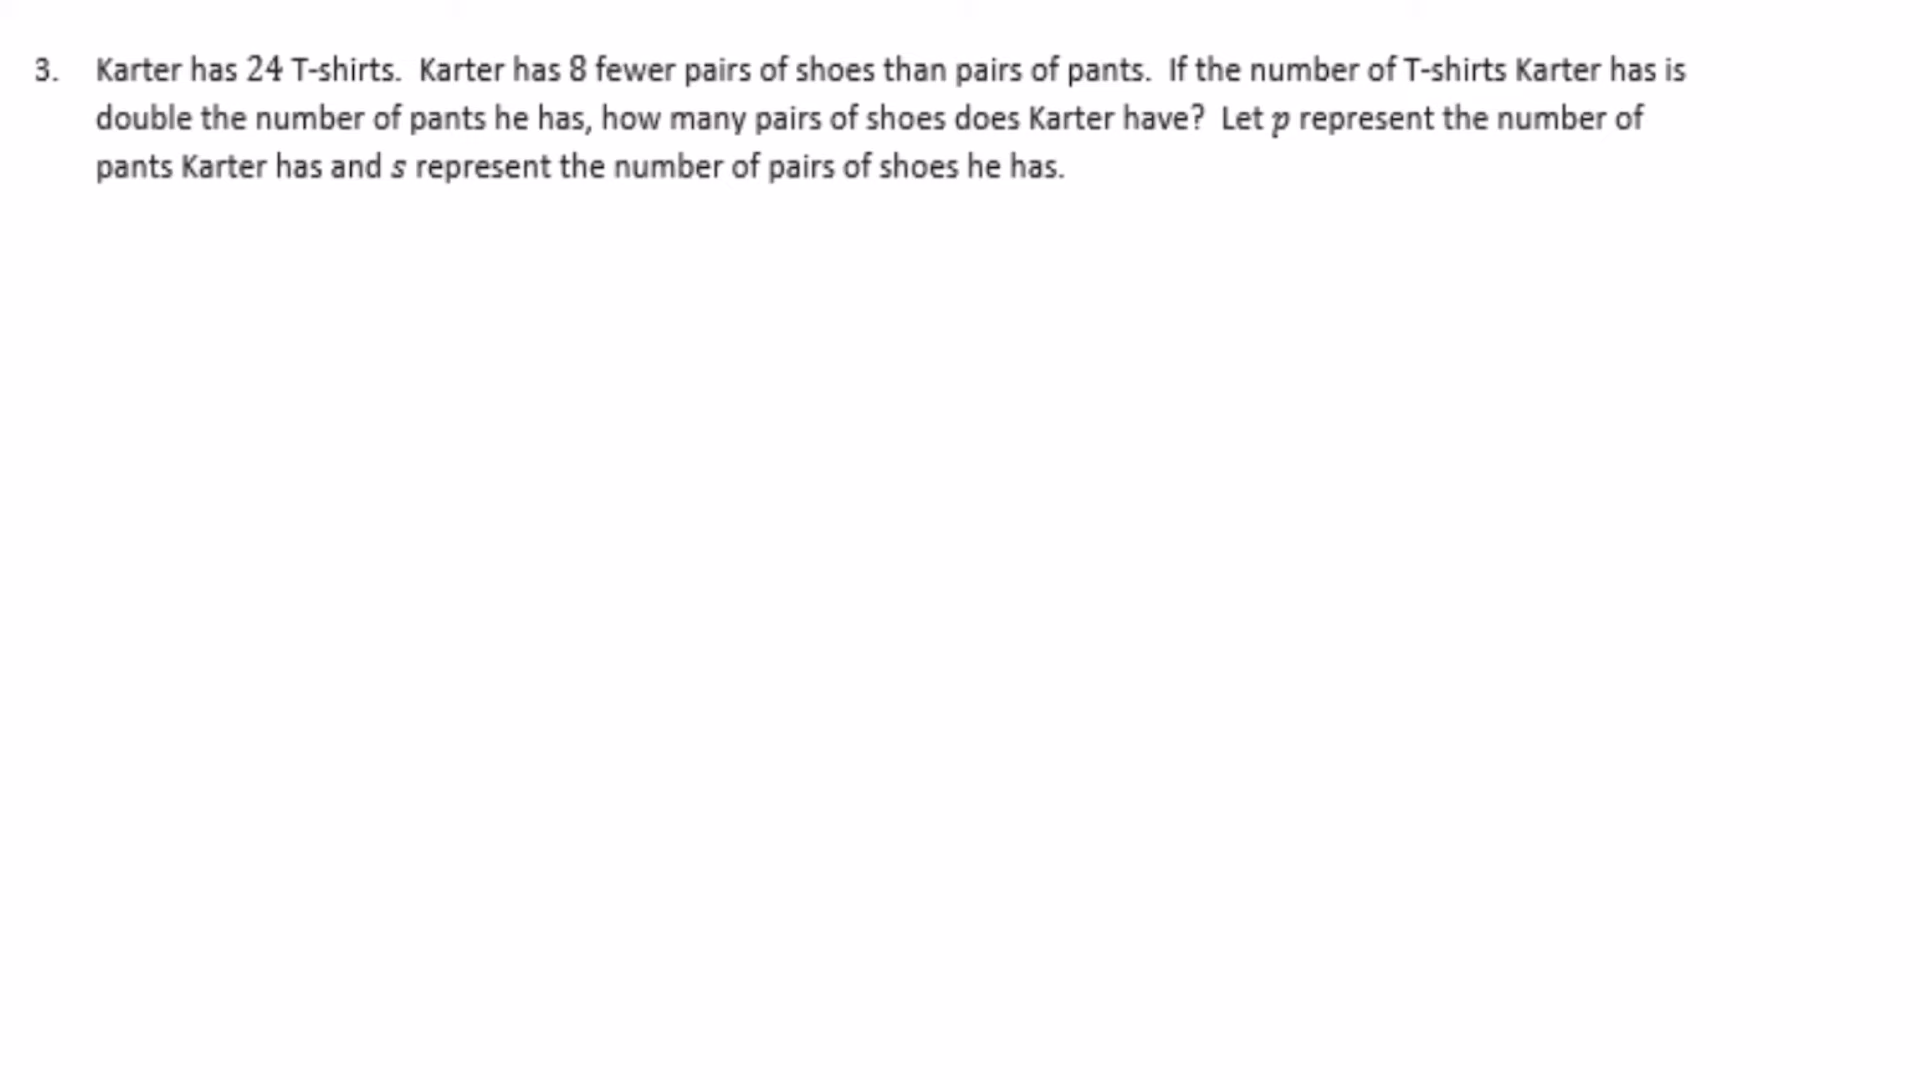 3. Karter has 24 T-shirts. Karter has 8 fewer pairs of shoes than pairs of pants. If the number of T-shirts Karter has is
double the number of pants he has, how many pairs of shoes does Karter have? Let p represent the number of
pants Karter has and s represent the number of pairs of shoes he has.